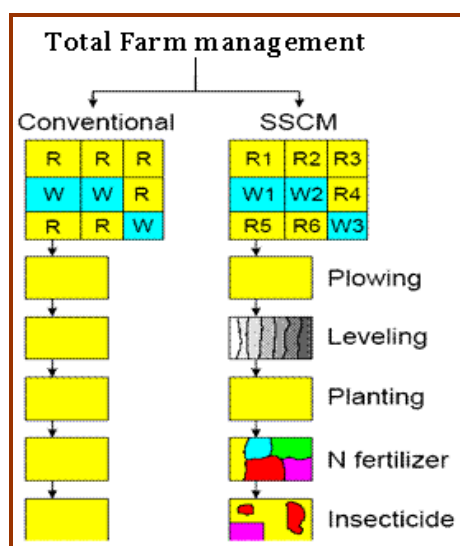 Total Farm management
Conventional SSCM
R R R R1 R2 R3
W W R W1 W2 R4
R R W R5 R6 W3
Plowing
Leveling
Planting
N fertilizer
Insecticide